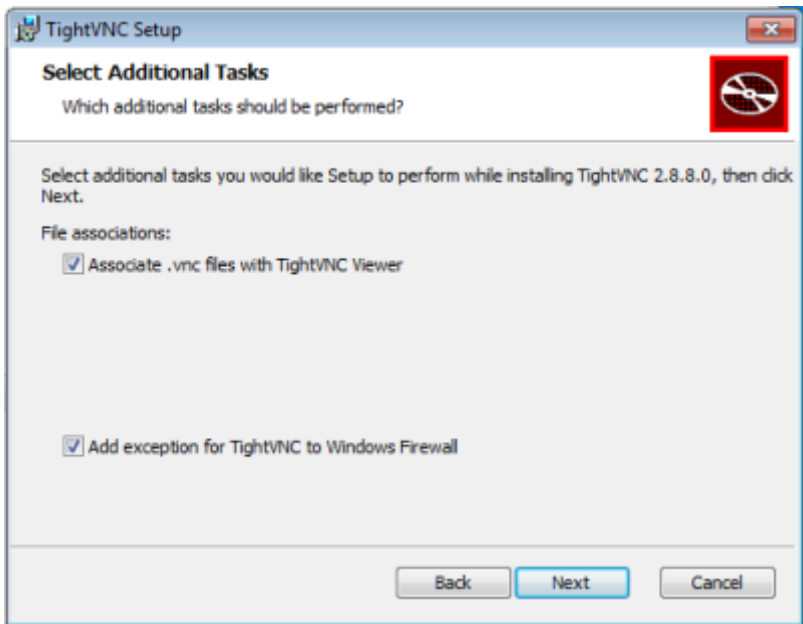 TightVNC Setup
Select Additional Tasks
Which additional tasks should be performed?
Select additional tasks you would like Setup to perform while installing TightVNC 2.8.8.0, then click
Next.
File associations:
Associate .vnc files with TightVNC Viewer
Add exception for TightVNC to Windows Firewall
Back Next Cancel